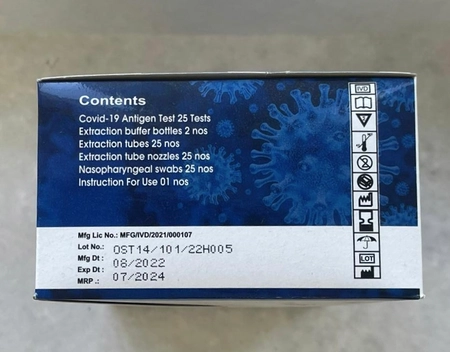 Contents
Covid-19 Antigen Test 25 Tests
Extraction buffer bottles 2 nos
Extraction tubes 25 nos
Extraction tube nozzles 25 nos
Nasopharyngeal swabs 25 nos
Instruction For Use 01 nos
IVD
Mfg Lic No.: MFG/IVD/2021/000107
Lot No.: OST14/101/22H005
Mfg Dt : 08/2022
Exp Dt : 07/2024
MRP .:
LOT